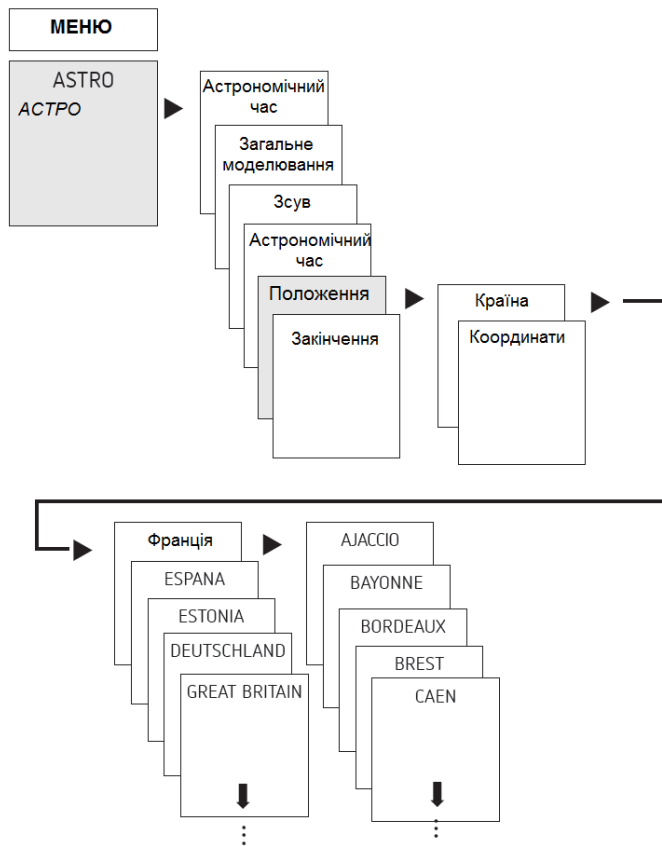 МЕНЮ
ASTRO
АСТРО
Астрономічний
час
Загальне
моделювання
Зсув
Астрономічний
час
Положення
Закінчення
Країна
Координати
Франція
ESPANA
ESTONIA
DEUTSCHLAND
GREAT BRITAIN
AJACCIO
BAYONNE
BORDEAUX
BREST
CAEN